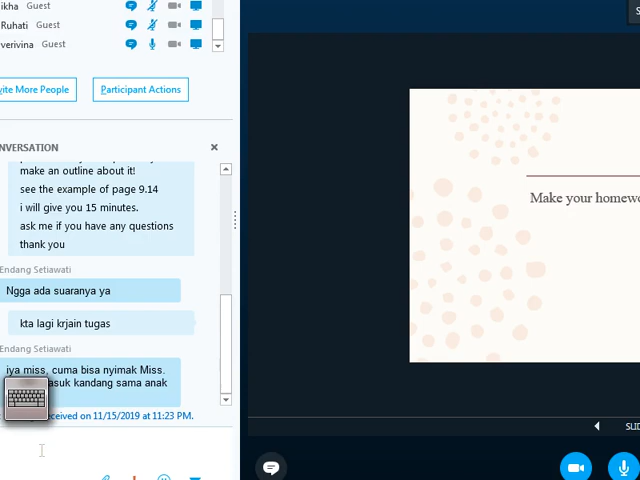 ikha Guest
Ruhati Guest
verivina Guest
vite More People
Participant Actions
NVERSATION
make an outline about it!
see the example of page 9.14
i will give you 15 minutes.
ask me if you have any questions
thank you
Endang Setiawati
Ngga ada suaranya ya
kta lagi krjain tugas
Endang Setiawati
iya miss, cuma bisa nyimak Miss.
asuk kandang sama anak
eceived on 11/15/2019 at 11:23 PM.
Make your homewo
SLID